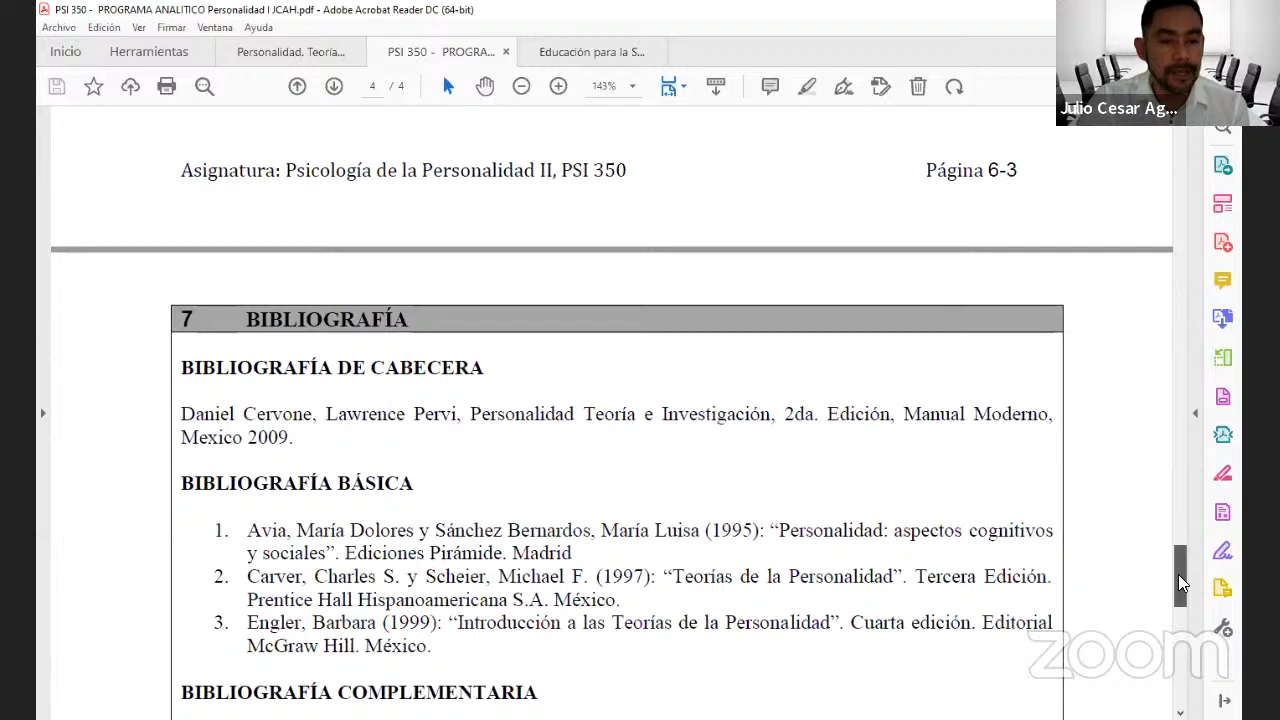 PSI 350 - PROGRAMA ANALITICO Personalidad I JCAH.pdf - Adobe Acrobat Reader DC (64-bit)
Archivo Edición Ver Firmar Ventana Ayuda
Inicio Herramientas Personalidad. Teoría... PSI 350 - PROGRA... × Educación para la S...
4 / 4 143%
Julio Cesar Ag...
Asignatura: Psicología de la Personalidad II, PSI 350 Página 6-3
7 BIBLIOGRAFÍA
BIBLIOGRAFÍA DE CABECERA
Daniel Cervone, Lawrence Pervi, Personalidad Teoría e Investigación, 2da. Edición, Manual Moderno,
Mexico 2009.
BIBLIOGRAFÍA BÁSICA
1. Avia, María Dolores y Sánchez Bernardos, María Luisa (1995): “Personalidad: aspectos cognitivos
y sociales”. Ediciones Pirámide. Madrid
2. Carver, Charles S. y Scheier, Michael F. (1997): “Teorías de la Personalidad”. Tercera Edición.
Prentice Hall Hispanoamericana S.A. México.
3. Engler, Barbara (1999): “Introducción a las Teorías de la Personalidad”. Cuarta edición. Editorial
McGraw Hill. México.
zoom
BIBLIOGRAFÍA COMPLEMENTARIA